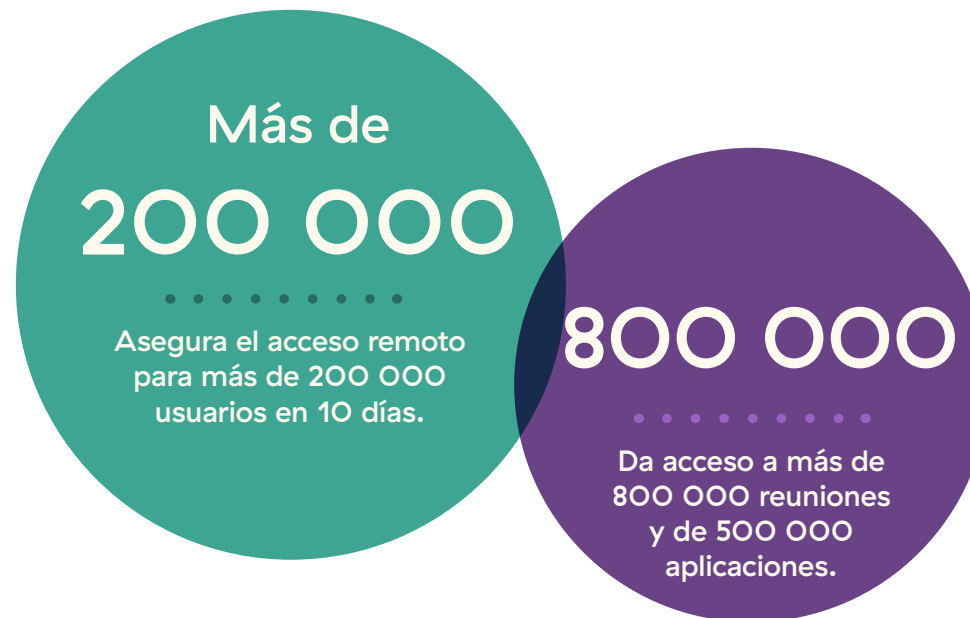 Más de
200 000
Asegura el acceso remoto
para más de 200 000
usuarios en 10 días.
800 000
Da acceso a más de
800 000 reuniones
y de 500 000
aplicaciones.